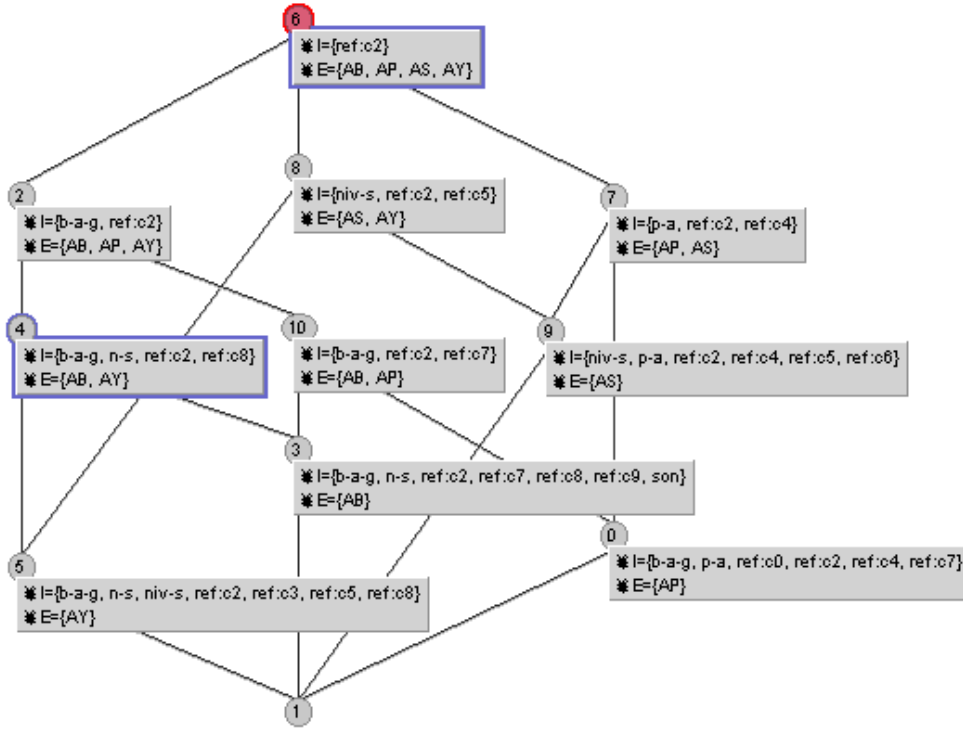 6
I={ref:c2}
E={AB, AP, AS, AY}
8
2
7
I={niv-s, ref:c2, ref:c5}
E={AS, AY}
I={b-a-g, ref:c2}
E={AB, AP, AY}
I={p-a, ref:c2, ref:c4}
E={AP, AS}
4
10
9
I={b-a-g, n-s, ref:c2, ref:c8}
E={AB, AY}
I={b-a-g, ref:c2, ref:c7}
E={AB, AP}
I={niv-s, p-a, ref:c2, ref:c4, ref:c5, ref:c6}
E={AS}
3
I={b-a-g, n-s, ref:c2, ref:c7, ref:c8, ref:c9, son}
E={AB}
0
I={b-a-g, p-a, ref:c0, ref:c2, ref:c4, ref:c7}
E={AP}
5
I={b-a-g, n-s, niv-s, ref:c2, ref:c3, ref:c5, ref:c8}
E={AY}
1